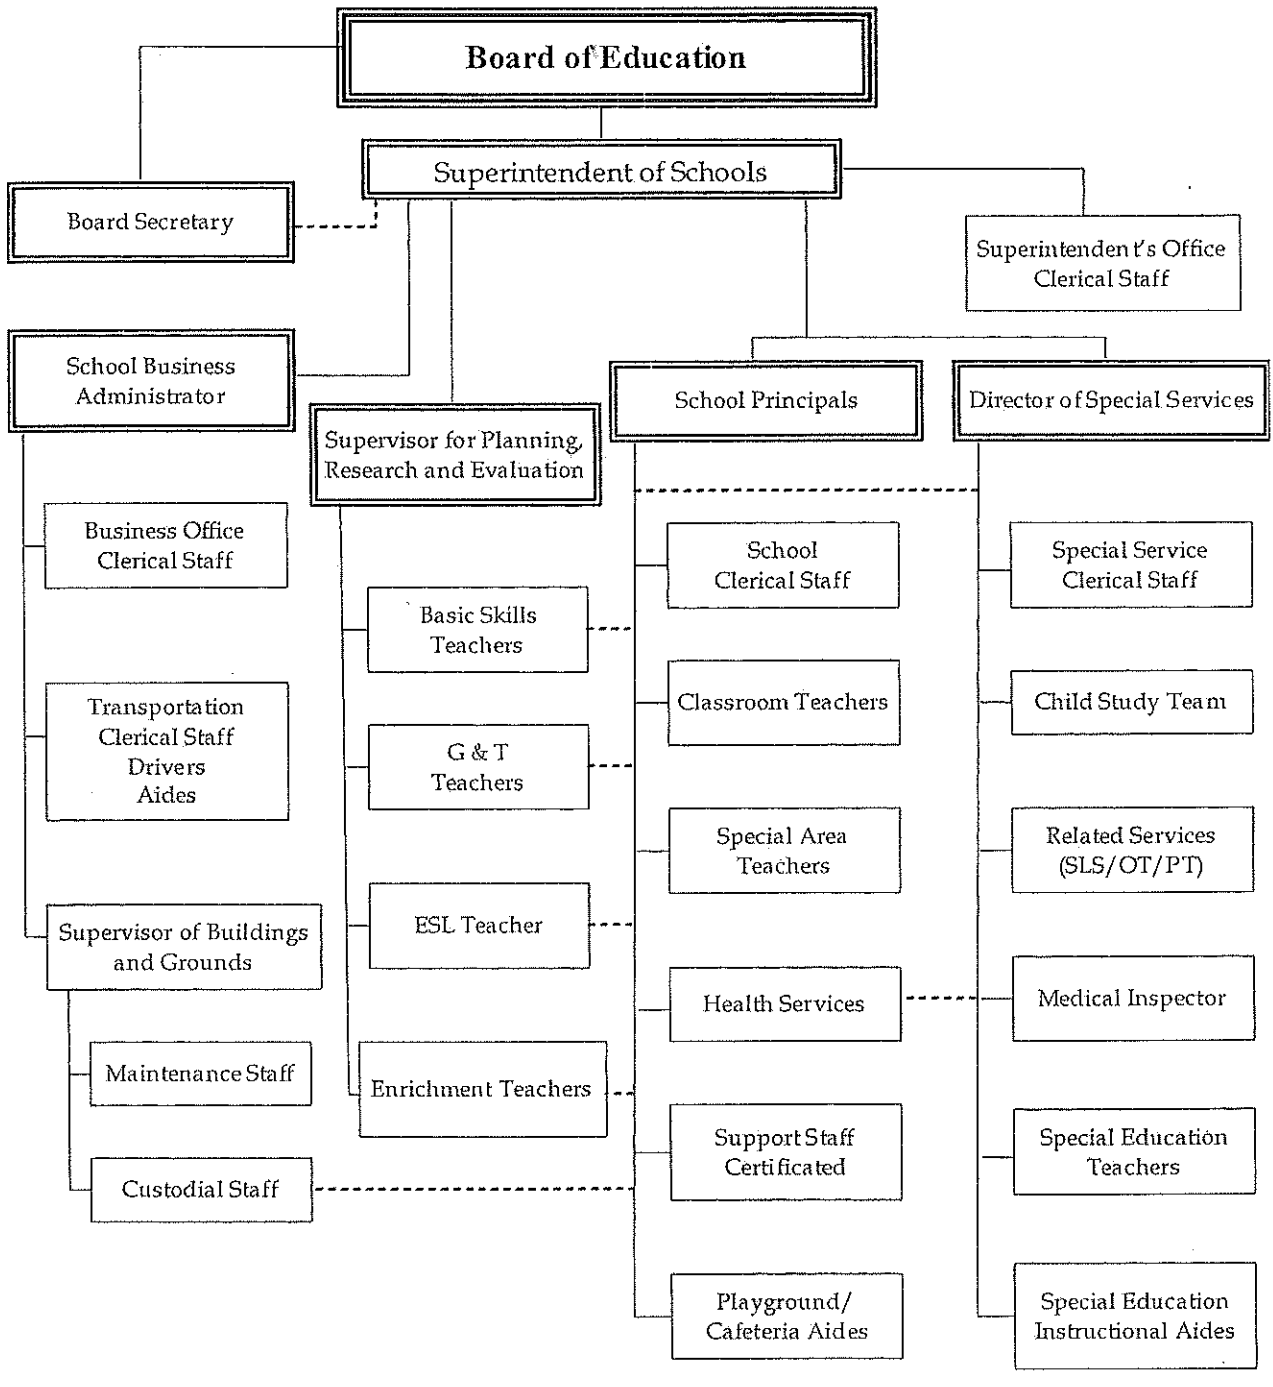 Board of Education
Superintendent of Schools
Board Secretary
Superintendent's Office
Clerical Staff
School Business
Administrator
School Principals
Director of Special Services
Supervisor for Planning,
Research and Evaluation
Business Office
Clerical Staff
Transportation
Clerical Staff
Drivers
Aides
Supervisor of Buildings
and Grounds
Maintenance Staff
Custodial Staff
Basic Skills
Teachers
G & T
Teachers
ESL Teacher
Enrichment Teachers
School
Clerical Staff
Classroom Teachers
Special Area
Teachers
Health Services
Support Staff
Certificated
Playground/
Cafeteria Aides
Special Service
Clerical Staff
Child Study Team
Related Services
(SLS/OT/PT)
Medical Inspector
Special Education
Teachers
Special Education
Instructional Aides